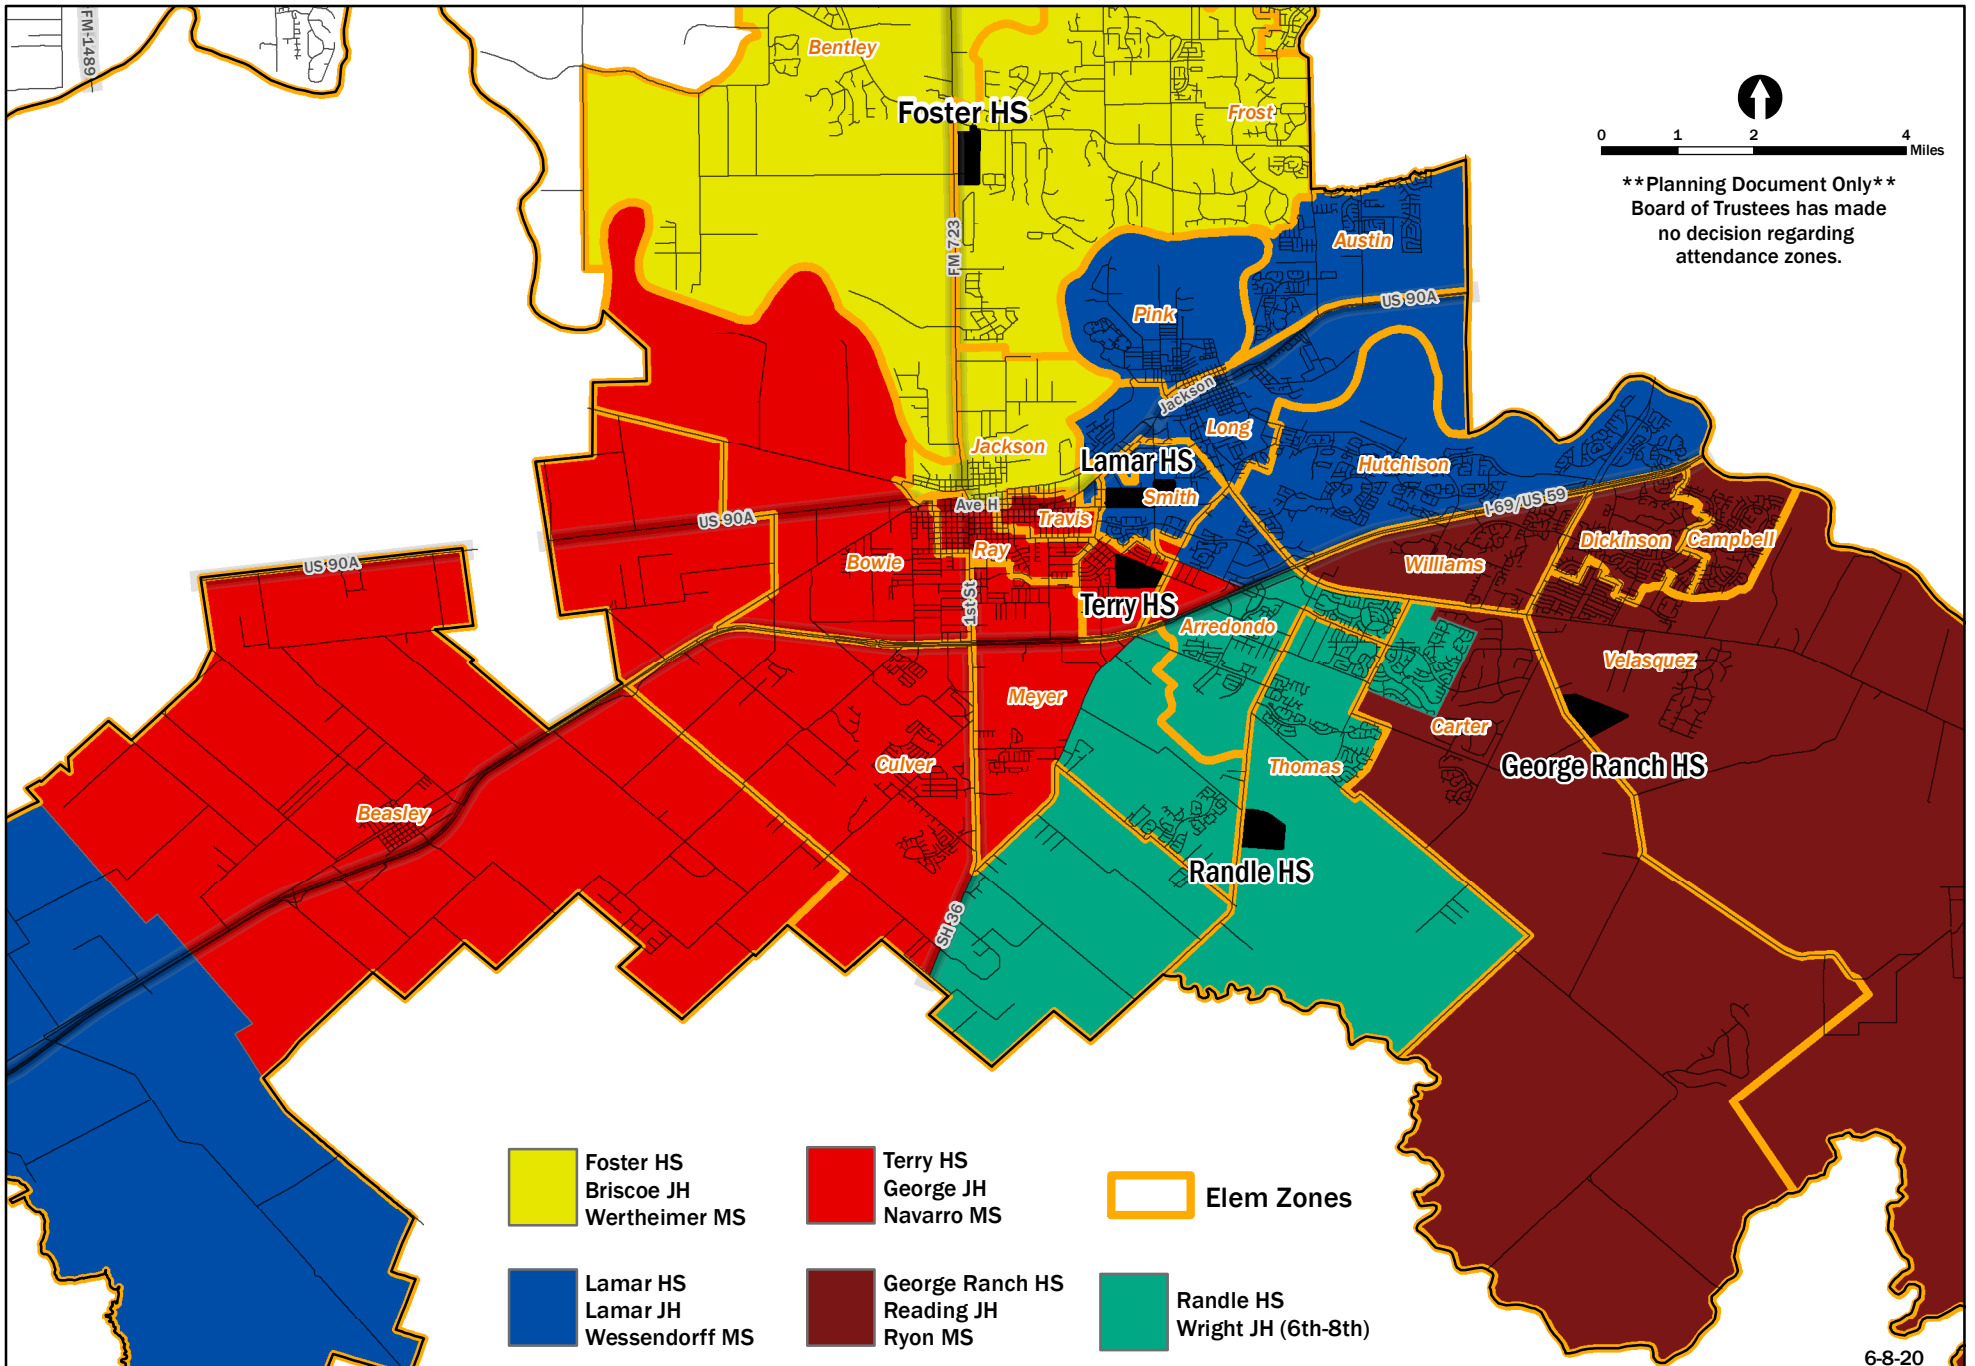 FM-1489
Bentley
Foster HS
Frost
0 1 2 4
Miles
**Planning Document Only**
Board of Trustees has made
no decision regarding
attendance zones.
FM 723
Austin
US 90A
Pink
Jackson
Long
Jackson
Lamar HS
Hutchison
Smith
I-69/US 59
Ave H
US 90A
Travis
Ray
Bowie
Dickinson
Campbell
Williams
US 90A
1st St
Terry HS
Arredondo
Velasquez
Meyer
Carter
Culver
Thomas
George Ranch HS
Beasley
Randle HS
SH-36
Foster HS
Briscoe JH
Wertheimer MS
Terry HS
George JH
Navarro MS
Elem Zones
Lamar HS
Lamar JH
Wessendorff MS
George Ranch HS
Reading JH
Ryon MS
Randle HS
Wright JH (6th-8th)
6-8-20